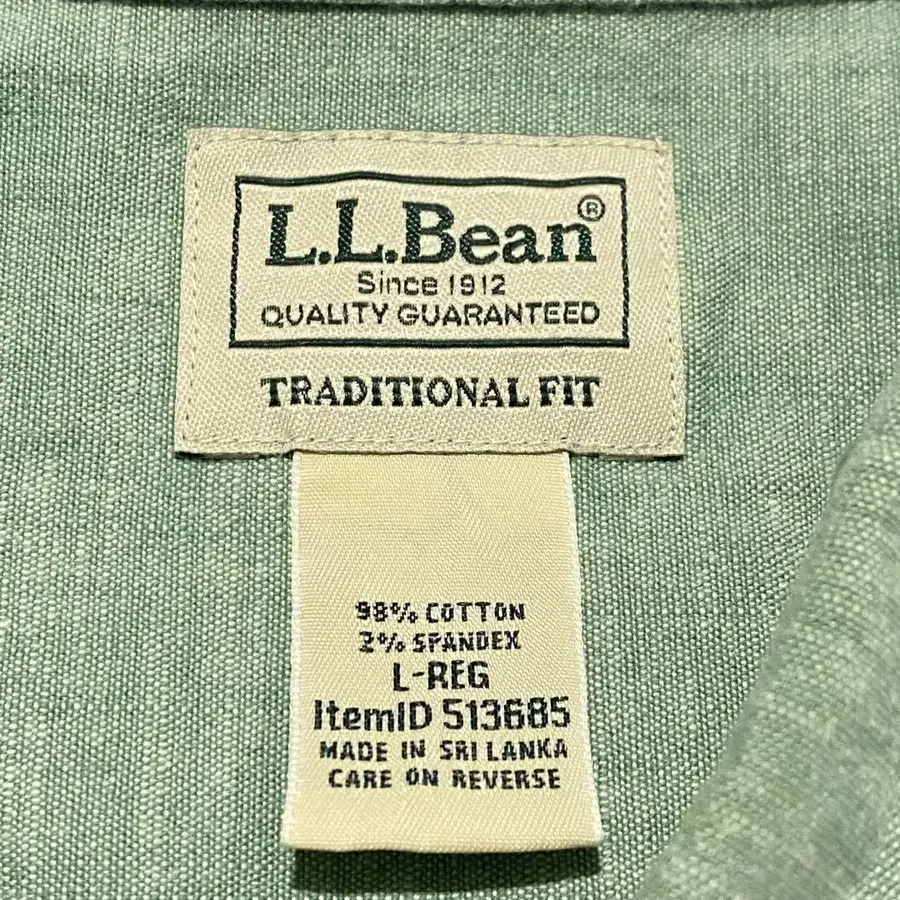 L.L.Bean®
Since 1912
QUALITY GUARANTEED
TRADITIONAL FIT
98% COTTON
2% SPANDEX
L-REG
ItemID 513685
MADE IN SRI LANKA
CARE ON REVERSE